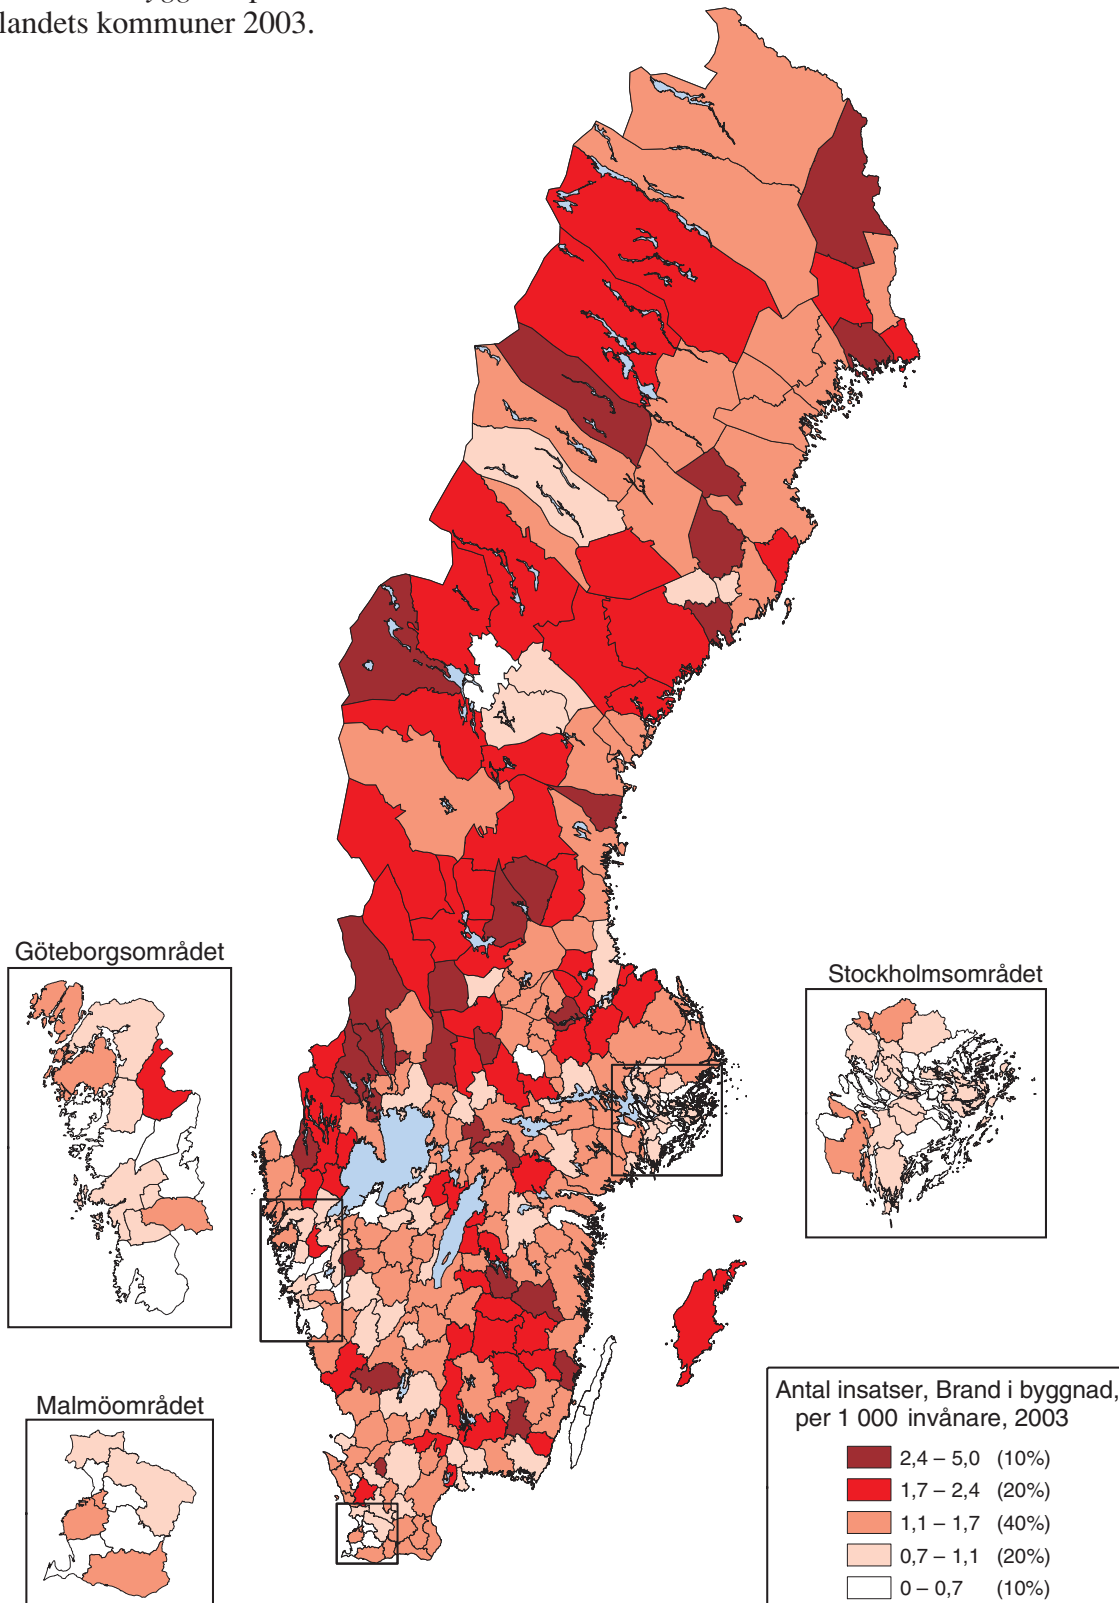 landets kommuner 2003.
Göteborgsområdet
Stockholmsområdet
Malmöområdet
Antal insatser, Brand i byggnad,
per 1 000 invånare, 2003
2,4 – 5,0 (10%)
1,7 – 2,4 (20%)
1,1 – 1,7 (40%)
0,7 – 1,1 (20%)
0 – 0,7 (10%)